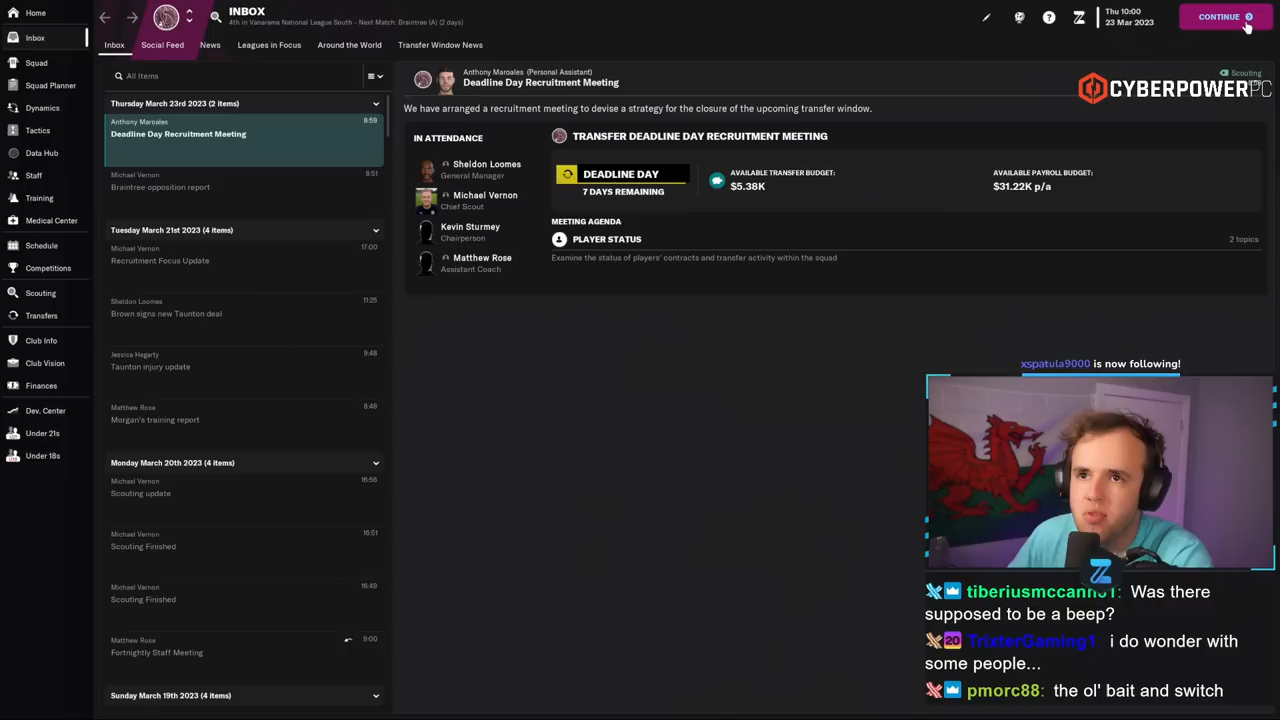 Home
Inbox
Squad
Squad Planner
Dynamics
Tactics
Data Hub
Staff
Training
Medical Center
Schedule
Competitions
Scouting
Transfers
Club Info
Club Vision
Finances
Dev. Center
Under 21s
Under 18s
INBOX
4th in Vanarama National League South - Next Match: Braintree (A) (2 days)
Thu 10:00
23 Mar 2023
CONTINUE
Inbox
Social Feed
News
Leagues in Focus
Around the World
Transfer Window News
All Items
Thursday March 23rd 2023 (2 items)
Anthony Maroales 8:59
Deadline Day Recruitment Meeting
Michael Vernon 8:51
Braintree opposition report
Tuesday March 21st 2023 (4 items)
Michael Vernon 17:00
Recruitment Focus Update
Sheldon Loomes 11:25
Brown signs new Taunton deal
Jessica Hegarty 9:48
Taunton injury update
Matthew Rose 8:48
Morgan's training report
Monday March 20th 2023 (4 items)
Michael Vernon 16:56
Scouting update
Michael Vernon 16:51
Scouting Finished
Michael Vernon 16:49
Scouting Finished
Matthew Rose 9:00
Fortnightly Staff Meeting
Sunday March 19th 2023 (4 items)
Anthony Maroales (Personal Assistant)
Deadline Day Recruitment Meeting
Scouting
CYBERPOWERPC
We have arranged a recruitment meeting to devise a strategy for the closure of the upcoming transfer window.
IN ATTENDANCE
Sheldon Loomes
General Manager
Michael Vernon
Chief Scout
Kevin Sturmey
Chairperson
Matthew Rose
Assistant Coach
TRANSFER DEADLINE DAY RECRUITMENT MEETING
DEADLINE DAY
7 DAYS REMAINING
AVAILABLE TRANSFER BUDGET:
$5.38K
AVAILABLE PAYROLL BUDGET:
$31.22K p/a
MEETING AGENDA
PLAYER STATUS
2 topics
Examine the status of players' contracts and transfer activity within the squad
xspatula9000 is now following!
tiberiusmccann01: Was there
supposed to be a beep?
20 TrixterGaming1: i do wonder with
some people...
pmorc88: the ol' bait and switch